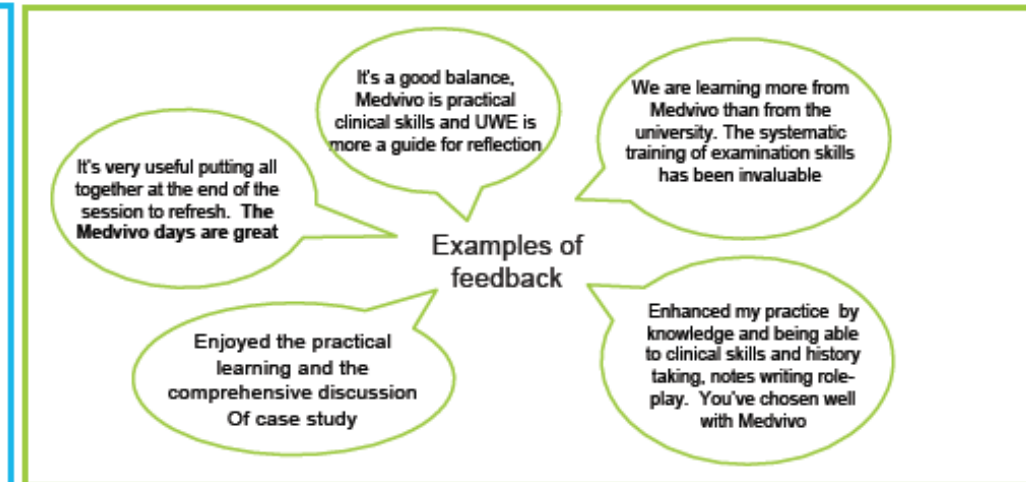 It's a good balance,
Medvivo is practical
clinical skills and UWE is
more a guide for reflection
We are learning more from
Medvivo than from the
university. The systematic
training of examination skills
has been invaluable
It's very useful putting all
together at the end of the
session to refresh. The
Medvivo days are great
Examples of
feedback
Enjoyed the practical
learning and the
comprehensive discussion
Of case study
Enhanced my practice by
knowledge and being able
to clinical skills and history
taking, notes writing role-
play. You've chosen well
with Medvivo